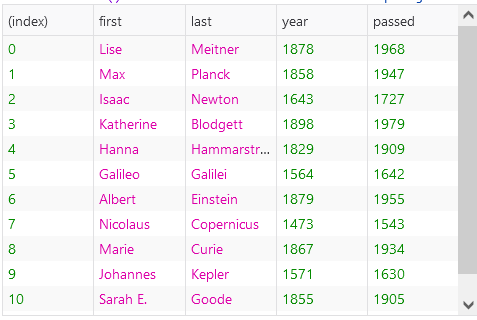 (index) first last year passed
0 Lise Meitner 1878 1968
1 Max Planck 1858 1947
2 Isaac Newton 1643 1727
3 Katherine Blodgett 1898 1979
4 Hanna Hammarstr... 1829 1909
5 Galileo Galilei 1564 1642
6 Albert Einstein 1879 1955
7 Nicolaus Copernicus 1473 1543
8 Marie Curie 1867 1934
9 Johannes Kepler 1571 1630
10 Sarah E. Goode 1855 1905